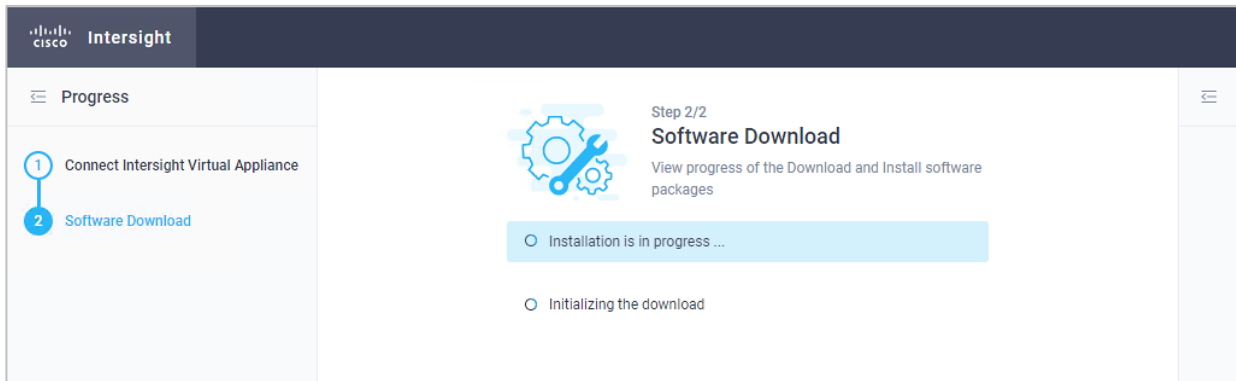 cisco Intersight
Progress
1 Connect Intersight Virtual Appliance
2 Software Download
Step 2/2
Software Download
View progress of the Download and Install software
packages
Installation is in progress ...
Initializing the download